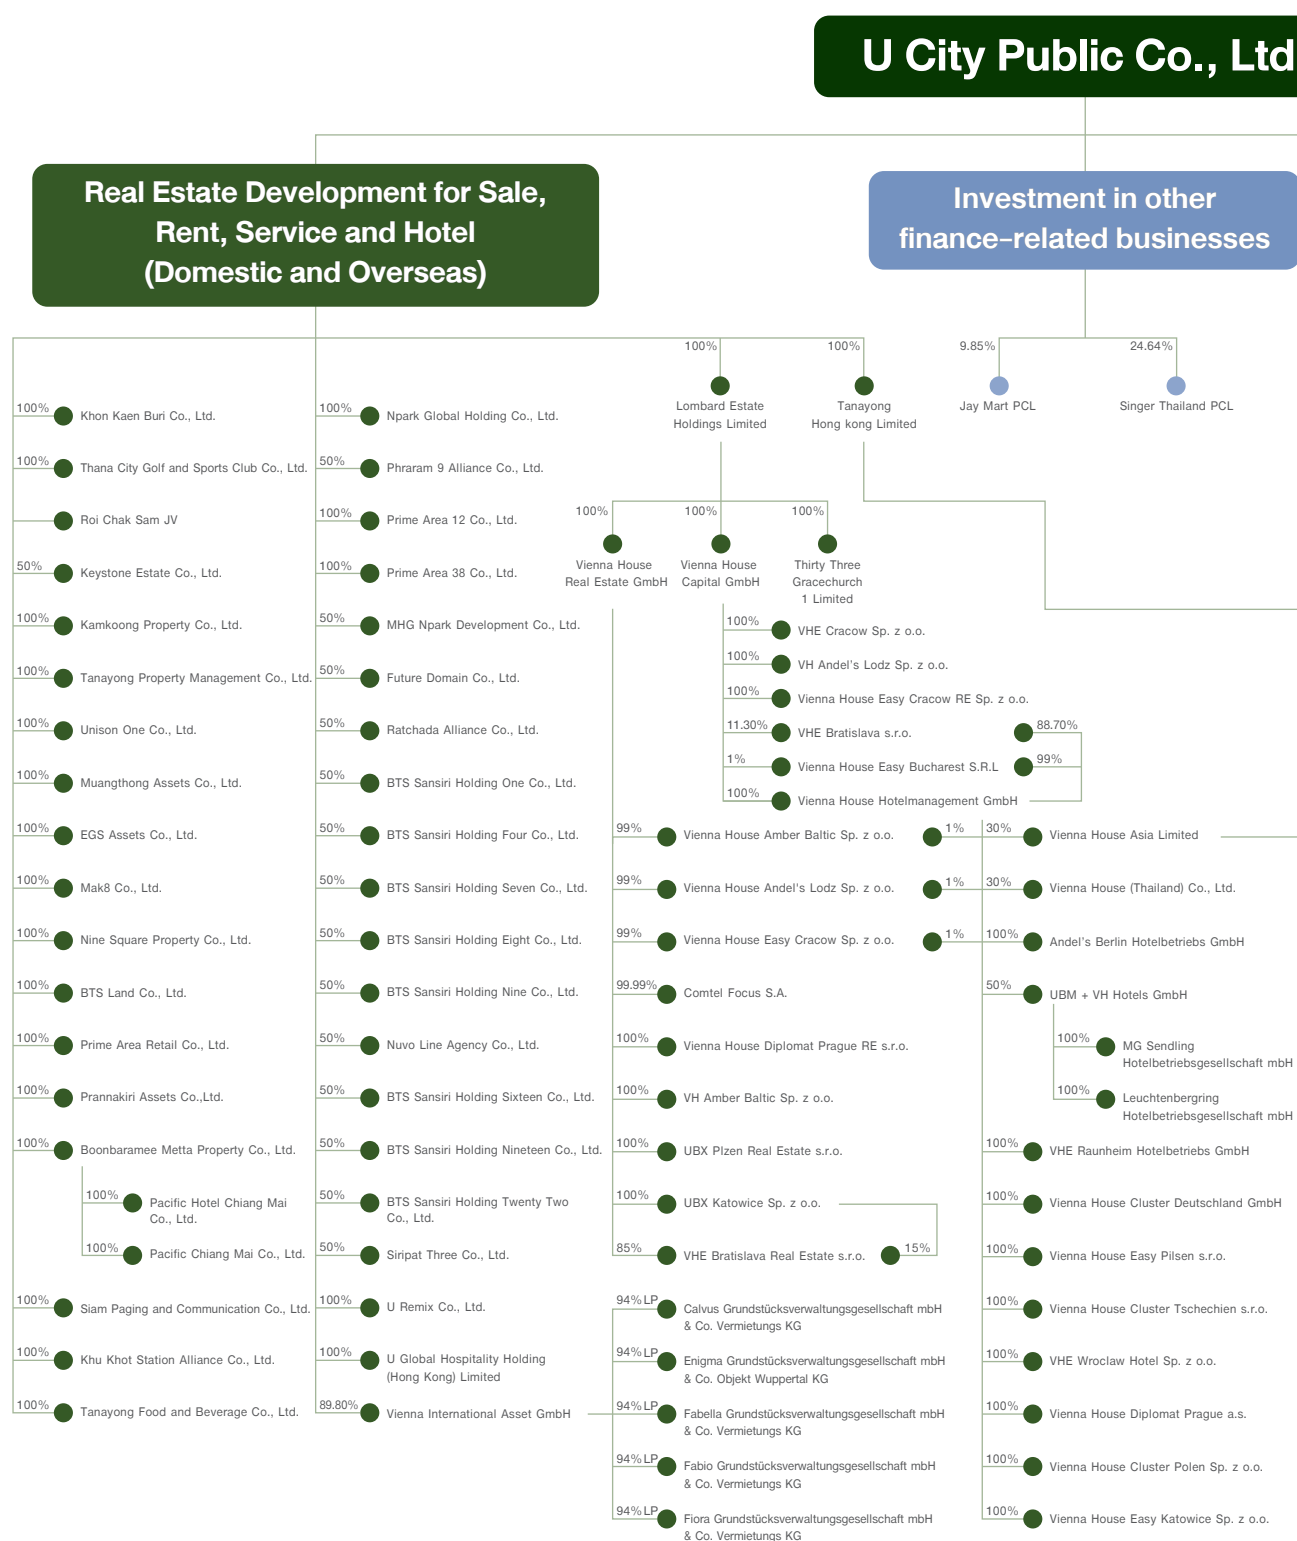 U City Public Co., Ltd
Real Estate Development for Sale,
Rent, Service and Hotel
(Domestic and Overseas)
Investment in other
finance-related businesses
100%
Khon Kaen Buri Co., Ltd.
100%
Thana City Golf and Sports Club Co., Ltd.
Roi Chak Sam JV
50%
Keystone Estate Co., Ltd.
100%
Kamkoong Property Co., Ltd.
100%
Tanayong Property Management Co., Ltd.
100%
Unison One Co., Ltd.
100%
Muangthong Assets Co., Ltd.
100%
EGS Assets Co., Ltd.
100%
Mak8 Co., Ltd.
100%
Nine Square Property Co., Ltd.
100%
BTS Land Co., Ltd.
100%
Prime Area Retail Co., Ltd.
100%
Prannakiri Assets Co.,Ltd.
100%
Boonbaramee Metta Property Co., Ltd.
100%
Pacific Hotel Chiang Mai
Co., Ltd.
100%
Pacific Chiang Mai Co., Ltd.
100%
Siam Paging and Communication Co., Ltd.
100%
Khu Khot Station Alliance Co., Ltd.
100%
Tanayong Food and Beverage Co., Ltd.
100%
Npark Global Holding Co., Ltd.
50%
Phraram 9 Alliance Co., Ltd.
100%
Prime Area 12 Co., Ltd.
100%
Prime Area 38 Co., Ltd.
50%
MHG Npark Development Co., Ltd.
50%
Future Domain Co., Ltd.
50%
Ratchada Alliance Co., Ltd.
50%
BTS Sansiri Holding One Co., Ltd.
50%
BTS Sansiri Holding Four Co., Ltd.
50%
BTS Sansiri Holding Seven Co., Ltd.
50%
BTS Sansiri Holding Eight Co., Ltd.
50%
BTS Sansiri Holding Nine Co., Ltd.
50%
Nuvo Line Agency Co., Ltd.
50%
BTS Sansiri Holding Sixteen Co., Ltd.
50%
BTS Sansiri Holding Nineteen Co., Ltd.
50%
BTS Sansiri Holding Twenty Two
Co., Ltd.
50%
Siripat Three Co., Ltd.
100%
U Remix Co., Ltd.
100%
U Global Hospitality Holding
(Hong Kong) Limited
89.80%
Vienna International Asset GmbH
100%
Lombard Estate
Holdings Limited
100%
Tanayong
Hong kong Limited
9.85%
Jay Mart PCL
24.64%
Singer Thailand PCL
100%
Vienna House
Real Estate GmbH
100%
Vienna House
Capital GmbH
100%
Thirty Three
Gracechurch
1 Limited
100%
VHE Cracow Sp. z o.o.
100%
VH Andel's Lodz Sp. z o.o.
100%
Vienna House Easy Cracow RE Sp. z o.o.
11.30%
VHE Bratislava s.r.o.
88.70%
1%
Vienna House Easy Bucharest S.R.L
99%
100%
Vienna House Hotelmanagement GmbH
99%
Vienna House Amber Baltic Sp. z o.o.
1%
99%
Vienna House Andel's Lodz Sp. z o.o.
1%
99%
Vienna House Easy Cracow Sp. z o.o.
1%
99.99%
Comtel Focus S.A.
100%
Vienna House Diplomat Prague RE s.r.o.
100%
VH Amber Baltic Sp. z o.o.
100%
UBX Plzen Real Estate s.r.o.
100%
UBX Katowice Sp. z o.o.
85%
VHE Bratislava Real Estate s.r.o.
15%
94% LP
Calvus Grundstücksverwaltungsgesellschaft mbH
& Co. Vermietungs KG
94% LP
Enigma Grundstücksverwaltungsgesellschaft mbH
& Co. Objekt Wuppertal KG
94% LP
Fabella Grundstücksverwaltungsgesellschaft mbH
& Co. Vermietungs KG
94% LP
Fabio Grundstücksverwaltungsgesellschaft mbH
& Co. Vermietungs KG
94% LP
Fiora Grundstücksverwaltungsgesellschaft mbH
& Co. Vermietungs KG
30%
Vienna House Asia Limited
30%
Vienna House (Thailand) Co., Ltd.
100%
Andel's Berlin Hotelbetriebs GmbH
50%
UBM + VH Hotels GmbH
100%
MG Sendling
Hotelbetriebsgesellschaft mbH
100%
Leuchtenbergring
Hotelbetriebsgesellschaft mbH
100%
VHE Raunheim Hotelbetriebs GmbH
100%
Vienna House Cluster Deutschland GmbH
100%
Vienna House Easy Pilsen s.r.o.
100%
Vienna House Cluster Tschechien s.r.o.
100%
VHE Wroclaw Hotel Sp. z o.o.
100%
Vienna House Diplomat Prague a.s.
100%
Vienna House Cluster Polen Sp. z o.o.
100%
Vienna House Easy Katowice Sp. z o.o.